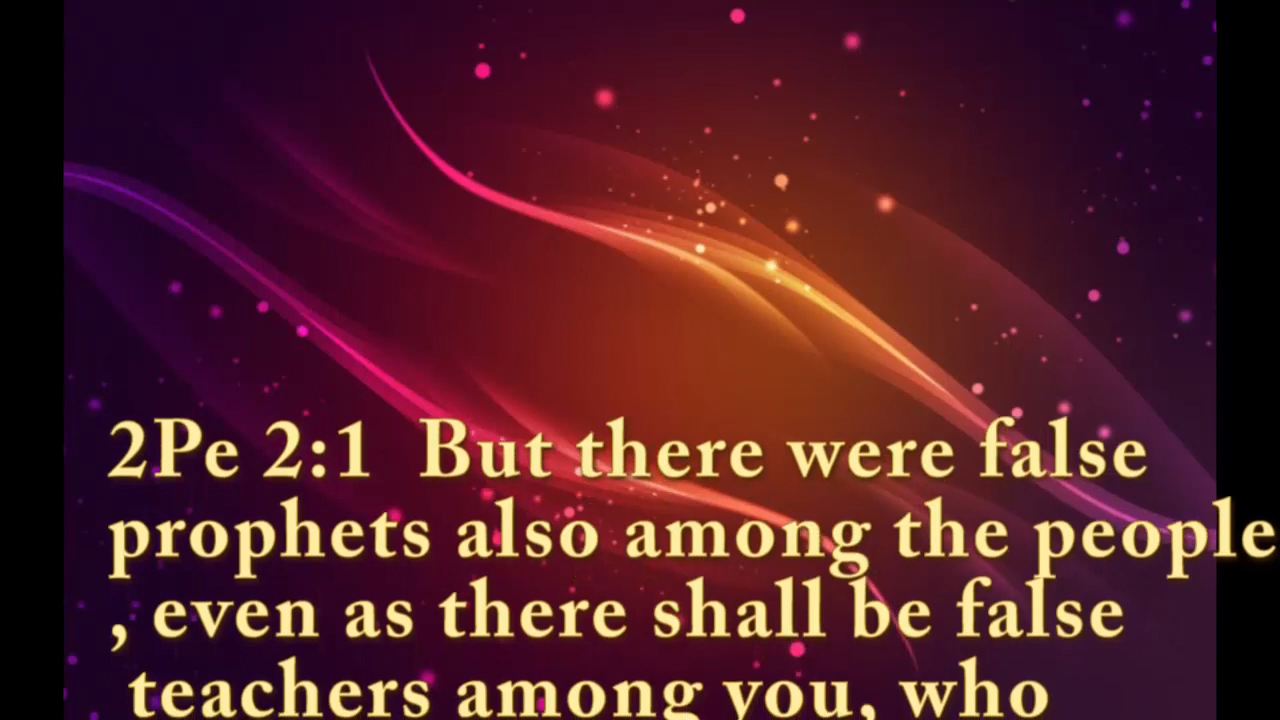 2Pe 2:1  But there were false
prophets also among the people
, even as there shall be false
teachers among you, who